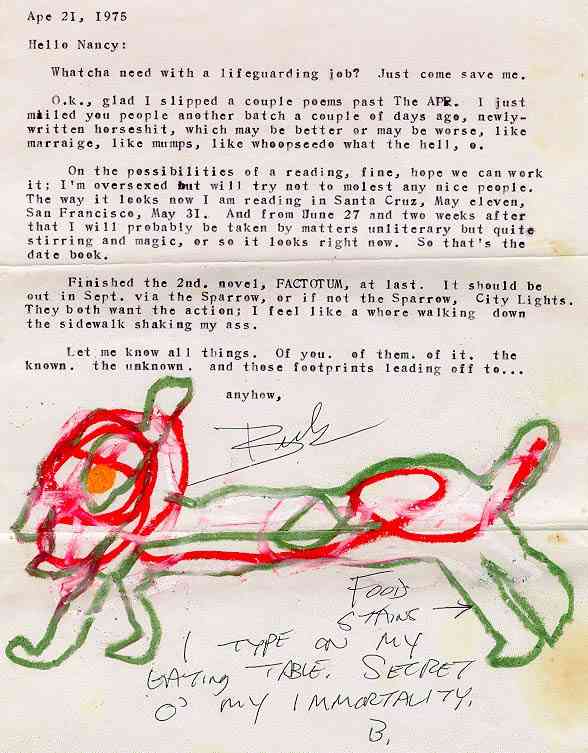 Ape 21, 1975
Hello Nancy:
Whatcha need with a lifeguarding job? Just come save me.
O.k., glad I slipped a couple poems past The APR. I just
mailed you people another batch a couple of days ago, newly-
written horseshit, which may be better or may be worse, like
marraige, like mumps, like whoopseedo what the hell, o.
On the possibilities of a reading, fine, hope we can work
it; I'm oversexed but will try not to molest any nice people.
The way it looks now I am reading in Santa Cruz, May eleven,
San Francisco, May 31. And from June 27 and two weeks after
that I will probably be taken by matters unliterary but quite
stirring and magic, or so it looks right now. So that's the
date book.
Finished the 2nd. novel, FACTOTUM, at last. It should be
out in Sept. via the Sparrow, or if not the Sparrow, City Lights.
They both want the action; I feel like a whore walking down
the sidewalk shaking my ass.
Let me know all things. Of you. of them. of it. the
known. the unknown. and those footprints leading off to...
anyhow,
Buk
FOOD
STAINS →
I TYPE ON MY
EATING TABLE. SECRET
O' MY IMMORTALITY.
B.